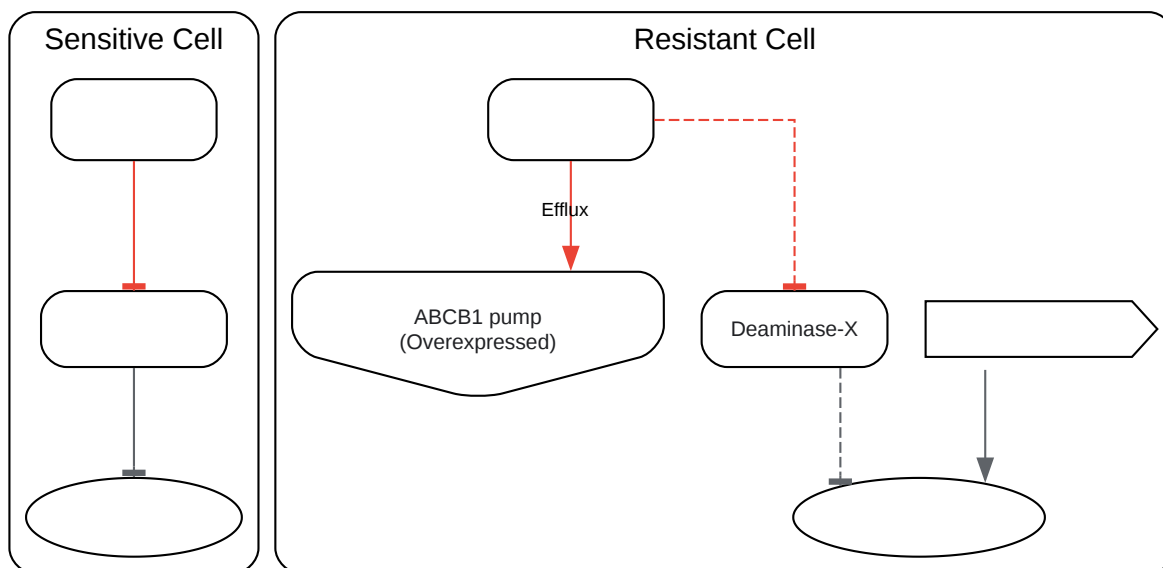 Sensitive Cell
Resistant Cell
Efflux
ABCB1 pump
(Overexpressed)
Deaminase-X